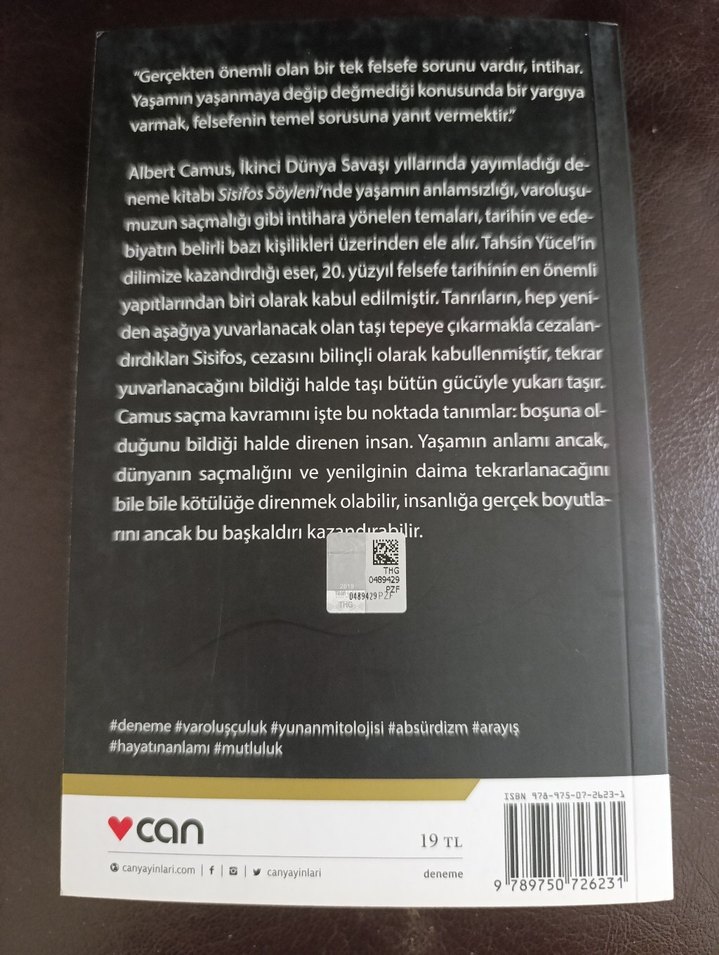 "Gerçekten önemli olan bir tek felsefe sorunu vardır, intihar.
Yaşamın yaşanmaya değip değmediği konusunda bir yargıya
varmak, felsefenin temel sorusuna yanıt vermektir."
Albert Camus, İkinci Dünya Savaşı yıllarında yayımladığı de-
neme kitabı Sisifos Söyleni'nde yaşamın anlamsızlığı, varoluşu-
muzun saçmalığı gibi intihara yönelen temaları, tarihin ve ede-
biyatın belirli bazı kişilikleri üzerinden ele alır. Tahsin Yücel'in
dilimize kazandırdığı eser, 20. yüzyıl felsefe tarihinin en önemli
yapıtlarından biri olarak kabul edilmiştir. Tanrıların, hep yeni-
den aşağıya yuvarlanacak olan taşı tepeye çıkarmakla cezalan-
dırdıkları Sisifos, cezasını bilinçli olarak kabullenmiştir, tekrar
yuvarlanacağını bildiği halde taşı bütün gücüyle yukarı taşır.
Camus saçma kavramını işte bu noktada tanımlar: boşuna ol-
duğunu bildiği halde direnen insan. Yaşamın anlamı ancak,
dünyanın saçmalığını ve yenilginin daima tekrarlanacağını
bile bile kötülüğe direnmek olabilir, insanlığa gerçek boyutla-
rını ancak bu başkaldırı kazandırabilir.
THG
0489429
PZF
2019
0489429 PZF
THG
#deneme #varoluşçuluk #yunanmitolojisi #absürdizm #arayış
#hayatınanlamı #mutluluk
ISBN 978-975-07-2623-1
can
19 TL
canyayinlari.com | f | | canyayinlari
deneme
9 789750 726231